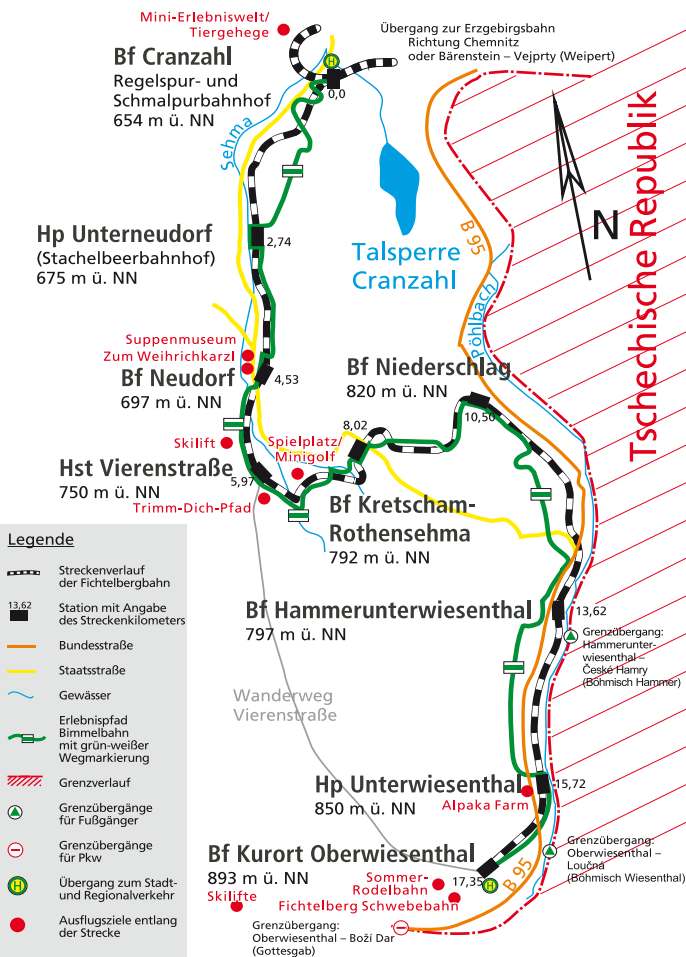 Mini-Erlebniswelt/
Tiergehege
Übergang zur Erzgebirgsbahn
Richtung Chemnitz
oder Bärenstein – Vejprty (Weipert)
Bf Cranzahl
Regelspur- und
Schmalpurbahnhof
654 m ü. NN
H
0,0
Sehma
Tschechische Republik
N
B 95
Hp Unterneudorf
(Stachelbeerbahnhof)
675 m ü. NN
2,74
Talsperre
Cranzahl
Pöhlbach
Suppenmuseum
Zum Weihrichkarzl
Bf Neudorf
697 m ü. NN
4,53
Bf Niederschlag
820 m ü. NN
10,50
8,02
Skilift
Spielplatz/
Minigolf
Hst Vierenstraße
750 m ü. NN
5,97
Trimm-Dich-Pfad
Bf Kretscham-
Rothensehma
792 m ü. NN
Legende
Streckenverlauf
der Fichtelbergbahn
13,62
Station mit Angabe
des Streckenkilometers
Bundesstraße
Staatsstraße
Gewässer
Erlebnispfad
Bimmelbahn
mit grün-weißer
Wegmarkierung
Grenzverlauf
Grenzübergänge
für Fußgänger
Grenzübergänge
für Pkw
H
Übergang zum Stadt-
und Regionalverkehr
Ausflugsziele entlang
der Strecke
Bf Hammerunterwiesenthal
797 m ü. NN
13,62
Grenzübergang:
Hammerunter-
wiesenthal –
České Hamry
(Böhmisch Hammer)
Wanderweg
Vierenstraße
Hp Unterwiesenthal
850 m ü. NN
15,72
Alpaka Farm
Bf Kurort Oberwiesenthal
893 m ü. NN
17,35
H
B 95
Grenzübergang:
Oberwiesenthal –
Loučná
(Böhmisch Wiesenthal)
Skilifte
Sommer-
Rodelbahn
Fichtelberg Schwebebahn
Grenzübergang:
Oberwiesenthal – Boží Dar
(Gottesgab)